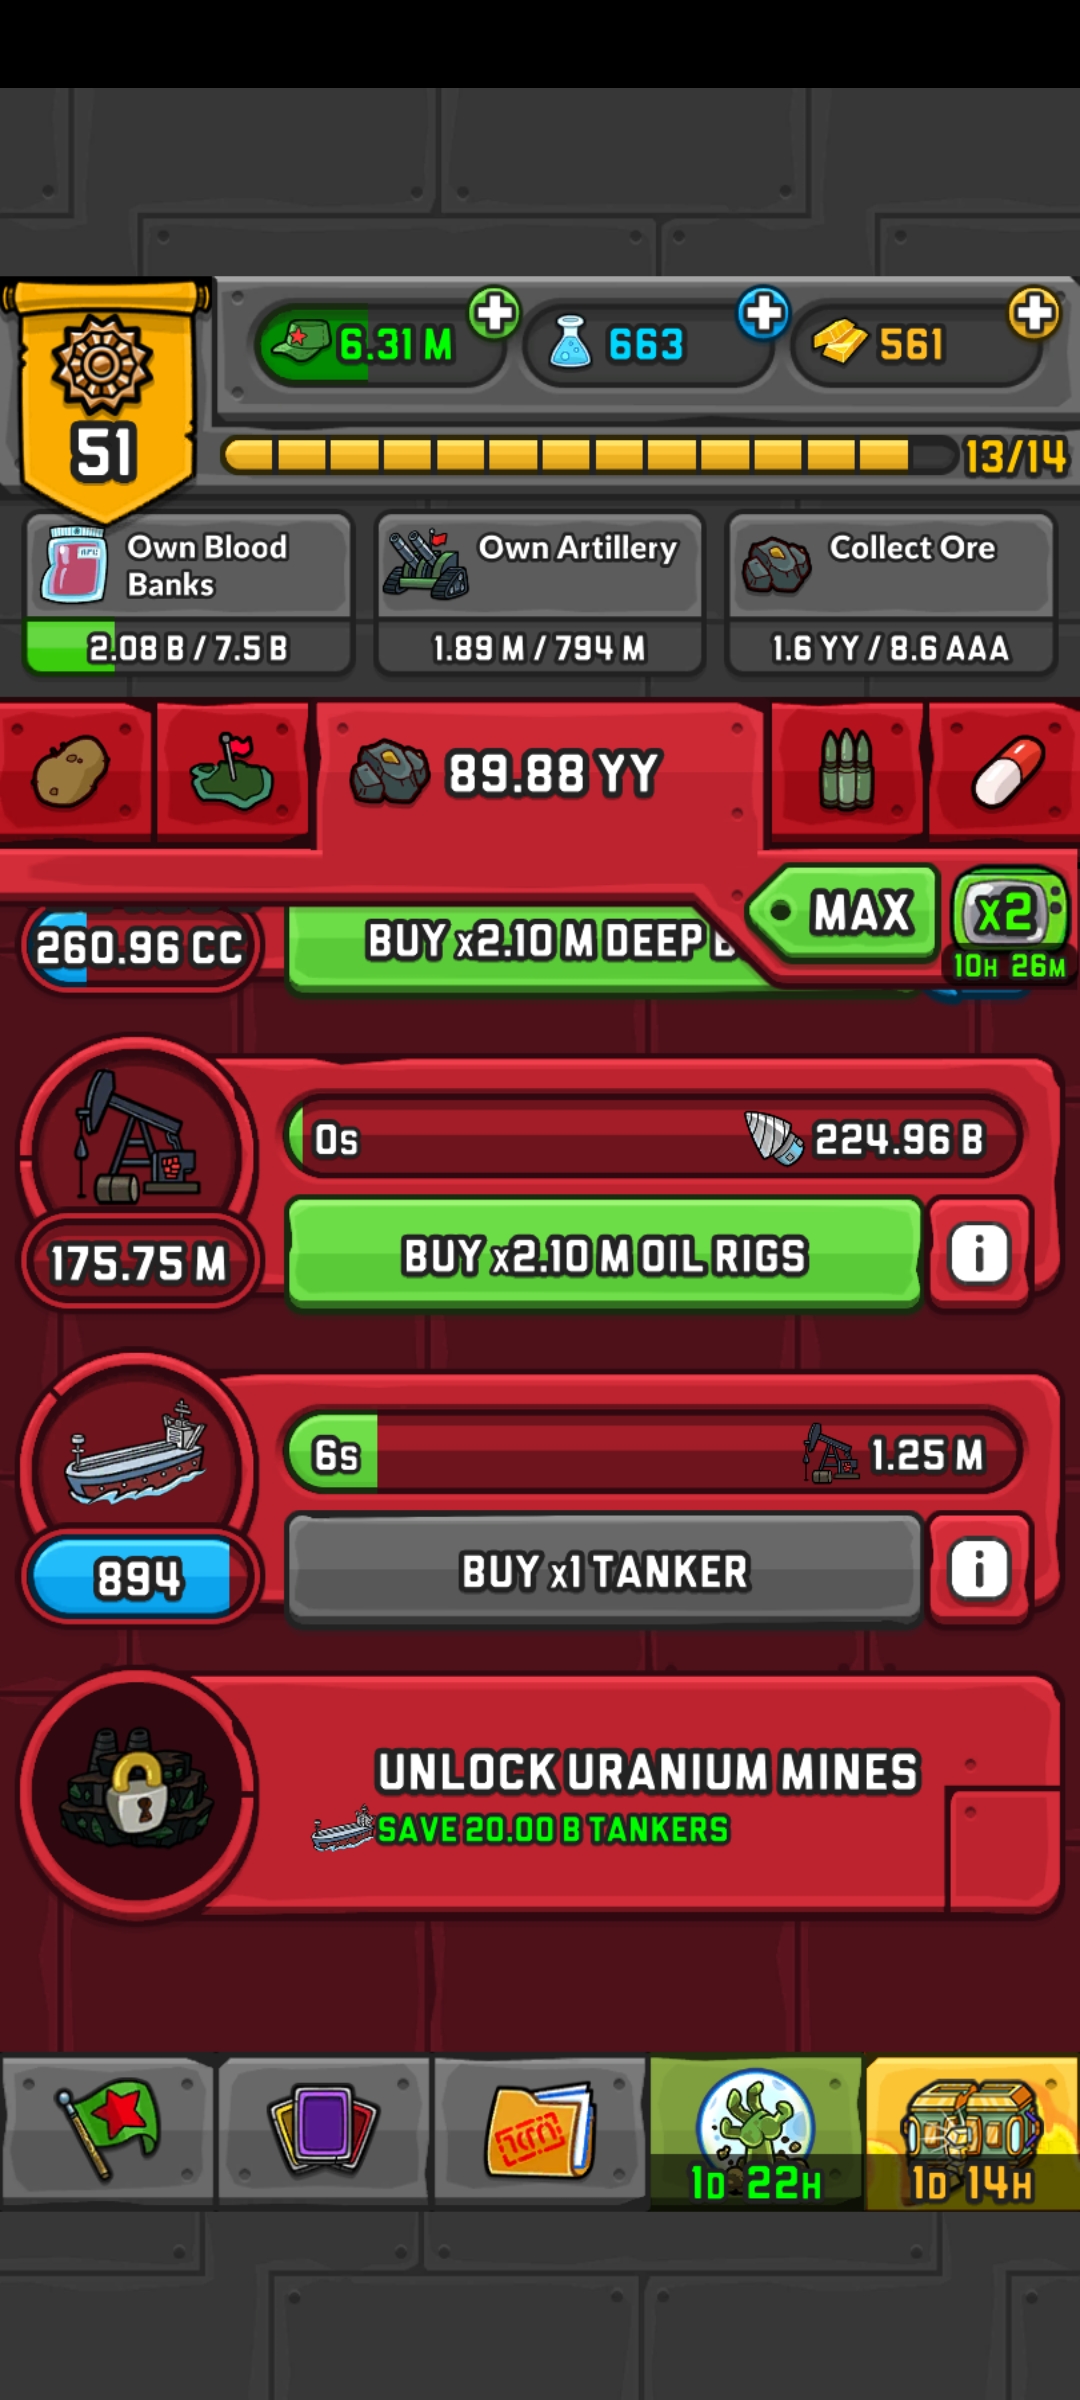 6.31 M
663
561
51
13/14
Own Blood
Banks
2.08 B / 7.5 B
Own Artillery
1.89 M / 794 M
Collect Ore
1.6 YY / 8.6 AAA
89.88 YY
MAX
x2
10H 26M
260.96 CC
BUY x2.10 M DEEP
0s
224.96 B
175.75 M
BUY x2.10 M OIL RIGS
i
6s
1.25 M
894
BUY x1 TANKER
i
UNLOCK URANIUM MINES
SAVE 20.00 B TANKERS
1D 22H
1D 14H